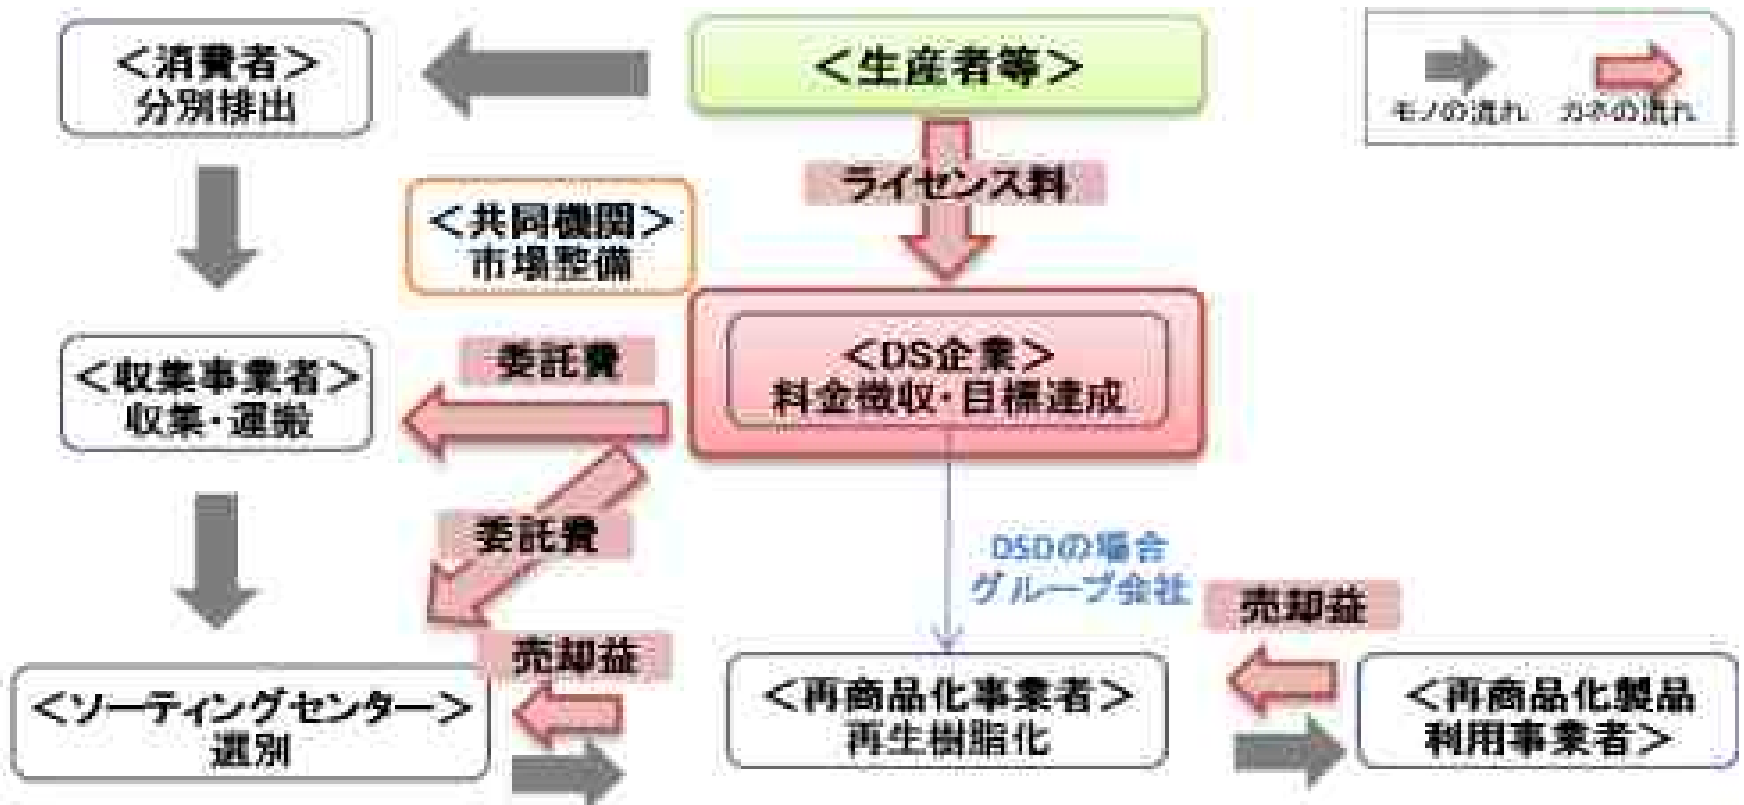 ＜消費者＞
分別排出
＜生産者等＞
モノの流れ
カネの流れ
ライセンス料
＜共同機関＞
市場整備
＜収集事業者＞
収集・運搬
委託費
＜DS企業＞
料金徴収・目標達成
委託費
DSDの場合
グループ会社
売却益
売却益
＜ソーティングセンター＞
選別
＜再商品化事業者＞
再生樹脂化
＜再商品化製品
利用事業者＞